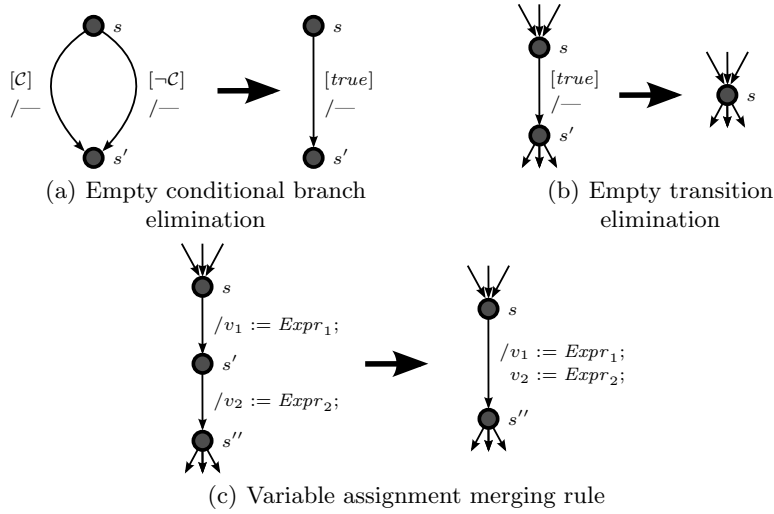 s
s
[𝒞]
/—
[¬𝒞]
/—
[true]
/—
s′
s′
(a) Empty conditional branch
elimination
s
[true]
/—
s′
s
(b) Empty transition
elimination
s
/v₁ := Expr₁;
s′
/v₂ := Expr₂;
s′′
s
/v₁ := Expr₁;
v₂ := Expr₂;
s′′
(c) Variable assignment merging rule